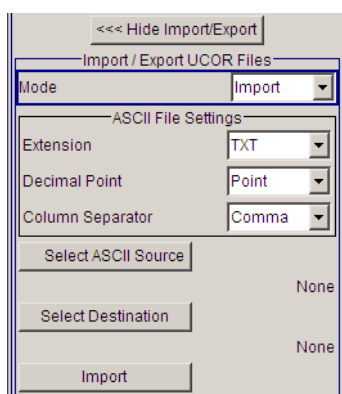 <<< Hide Import/Export
Import / Export UCOR Files
Mode Import
ASCII File Settings
Extension TXT
Decimal Point Point
Column Separator Comma
Select ASCII Source
None
Select Destination
None
Import